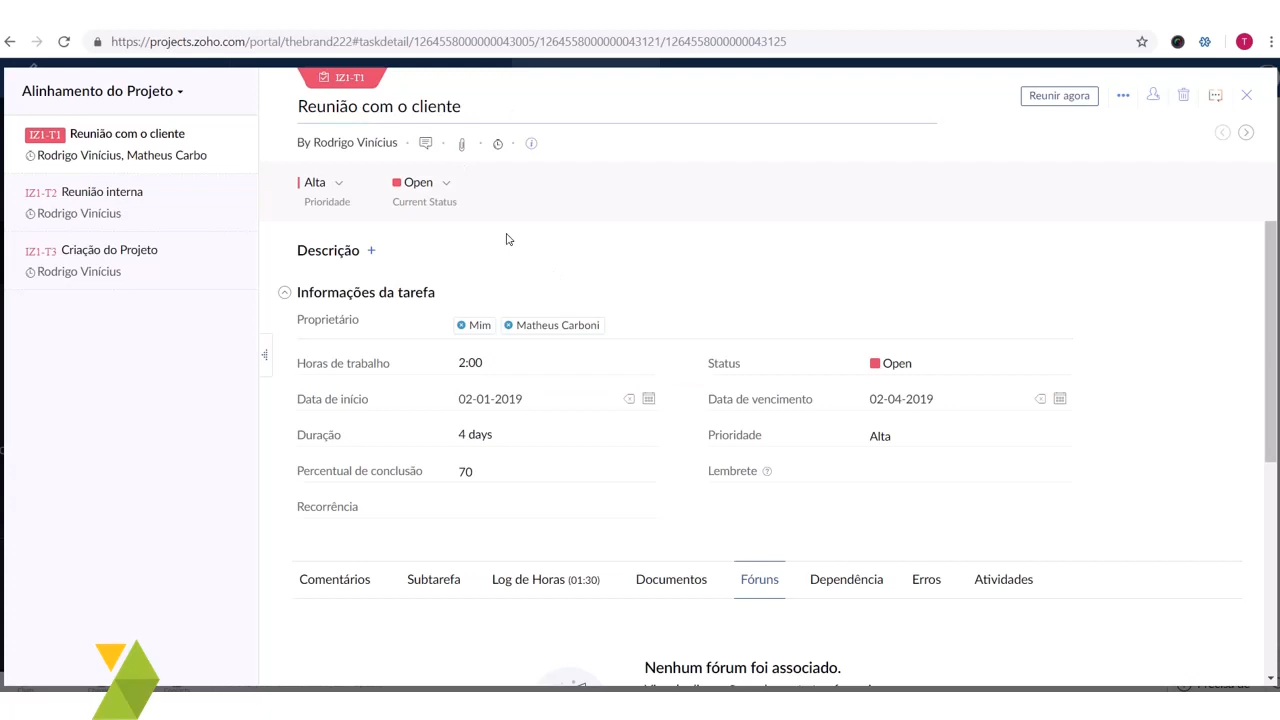 https://projects.zoho.com/portal/thebrand222#taskdetail/1264558000000043005/1264558000000043121/1264558000000043125
T
Alinhamento do Projeto
IZ1-T1 Reunião com o cliente
Rodrigo Vinícius, Matheus Carbo
IZ1-T2 Reunião interna
Rodrigo Vinícius
IZ1-T3 Criação do Projeto
Rodrigo Vinícius
IZ1-T1
Reunião com o cliente
Reunir agora
By Rodrigo Vinícius
Alta
Prioridade
Open
Current Status
Descrição +
Informações da tarefa
Proprietário Mim Matheus Carboni
Horas de trabalho 2:00 Status Open
Data de início 02-01-2019 Data de vencimento 02-04-2019
Duração 4 days Prioridade Alta
Percentual de conclusão 70 Lembrete ?
Recorrência
Comentários Subtarefa Log de Horas (01:30) Documentos Fóruns Dependência Erros Atividades
Nenhum fórum foi associado.